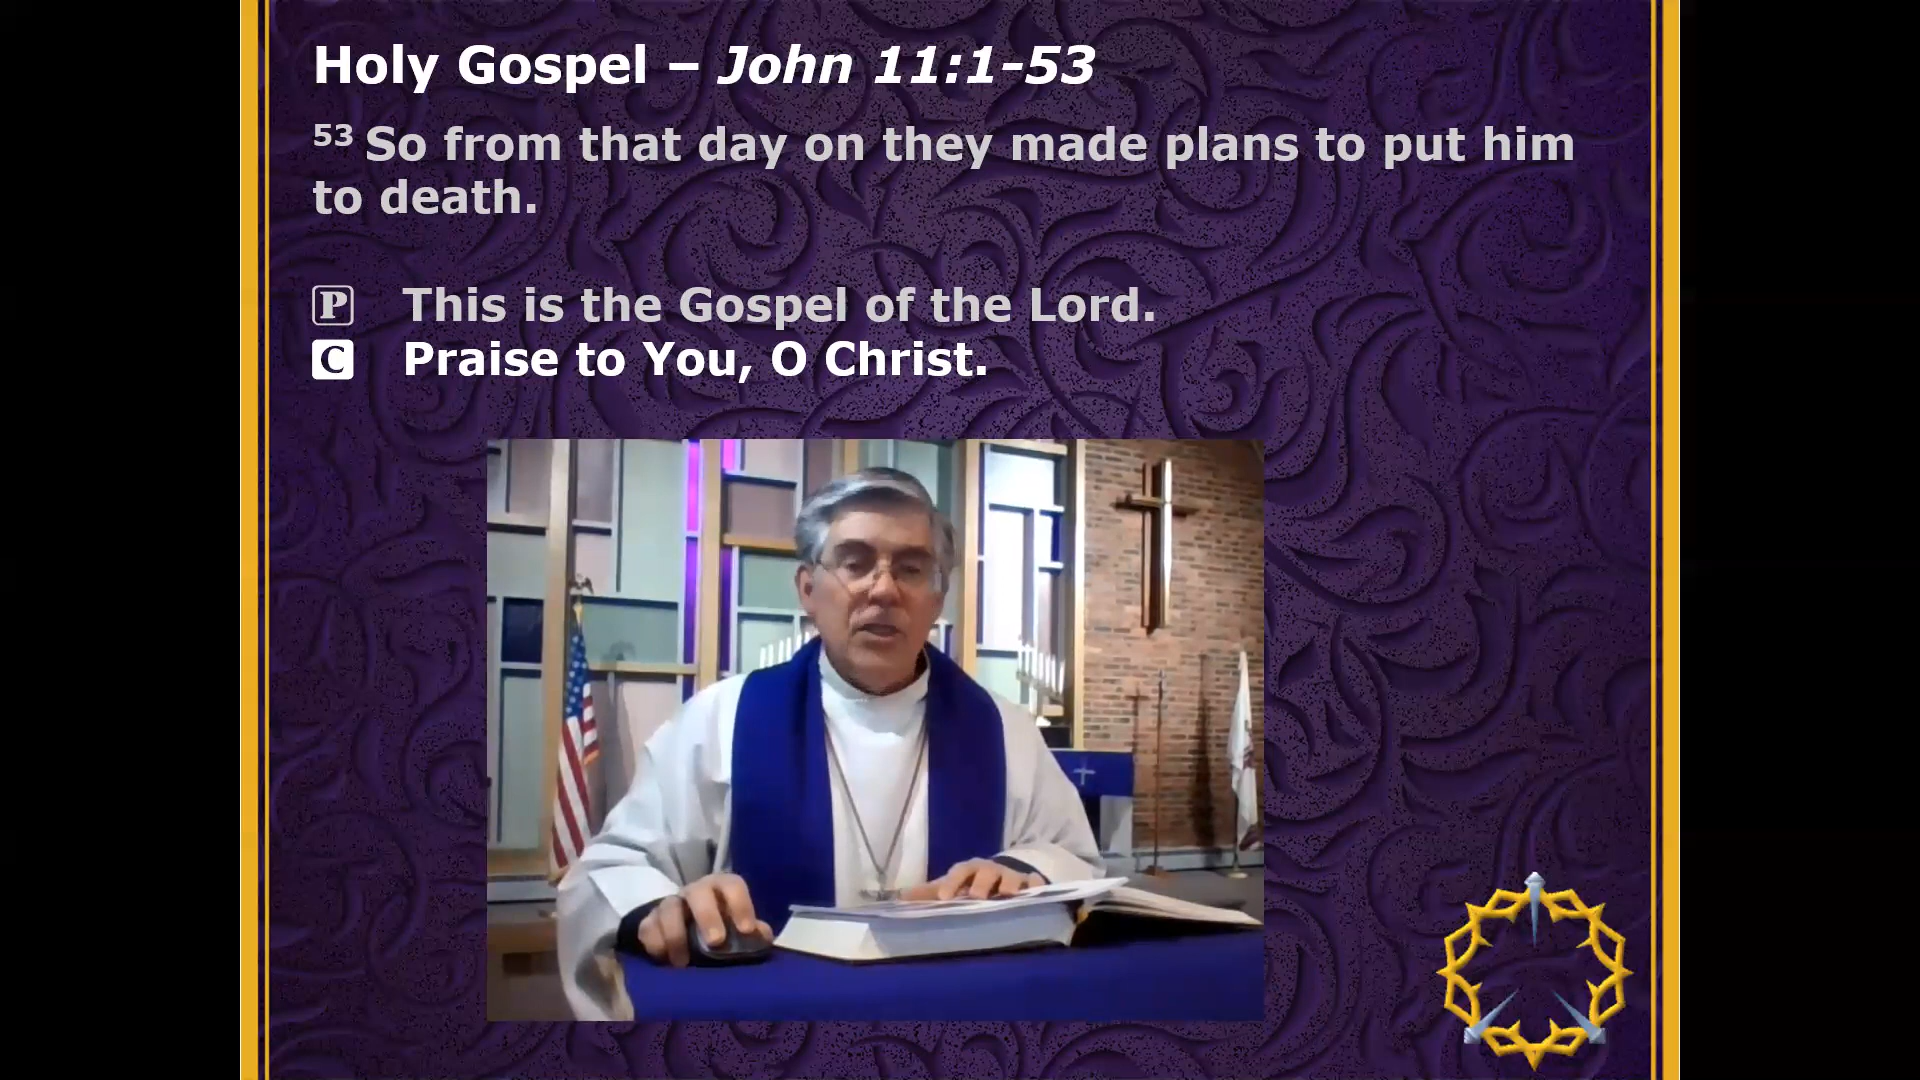 Holy Gospel – John 11:1-53
53 So from that day on they made plans to put him
to death.
P This is the Gospel of the Lord.
C Praise to You, O Christ.